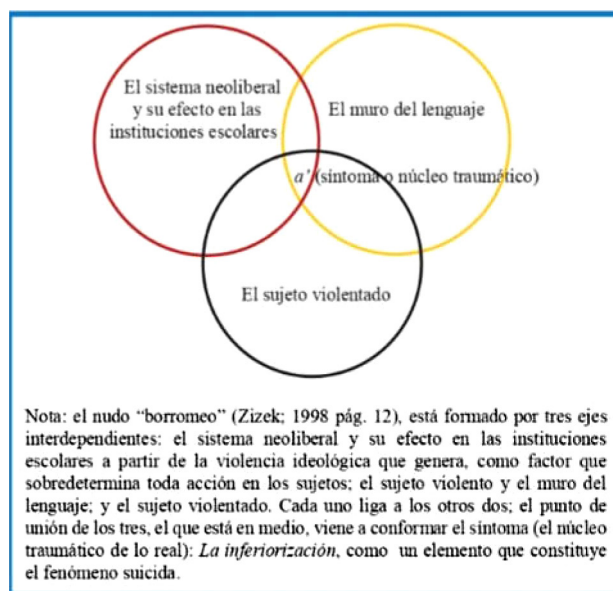 El sistema neoliberal
y su efecto en las
instituciones escolares
El muro del lenguaje
a' (síntoma o núcleo traumático)
El sujeto violentado
Nota: el nudo “borromeo” (Zizek; 1998 pág. 12), está formado por tres ejes
interdependientes: el sistema neoliberal y su efecto en las instituciones
escolares a partir de la violencia ideológica que genera, como factor que
sobredetermina toda acción en los sujetos; el sujeto violento y el muro del
lenguaje; y el sujeto violentado. Cada uno liga a los otros dos; el punto de
unión de los tres, el que está en medio, viene a conformar el síntoma (el núcleo
traumático de lo real): La inferiorización, como un elemento que constituye
el fenómeno suicida.